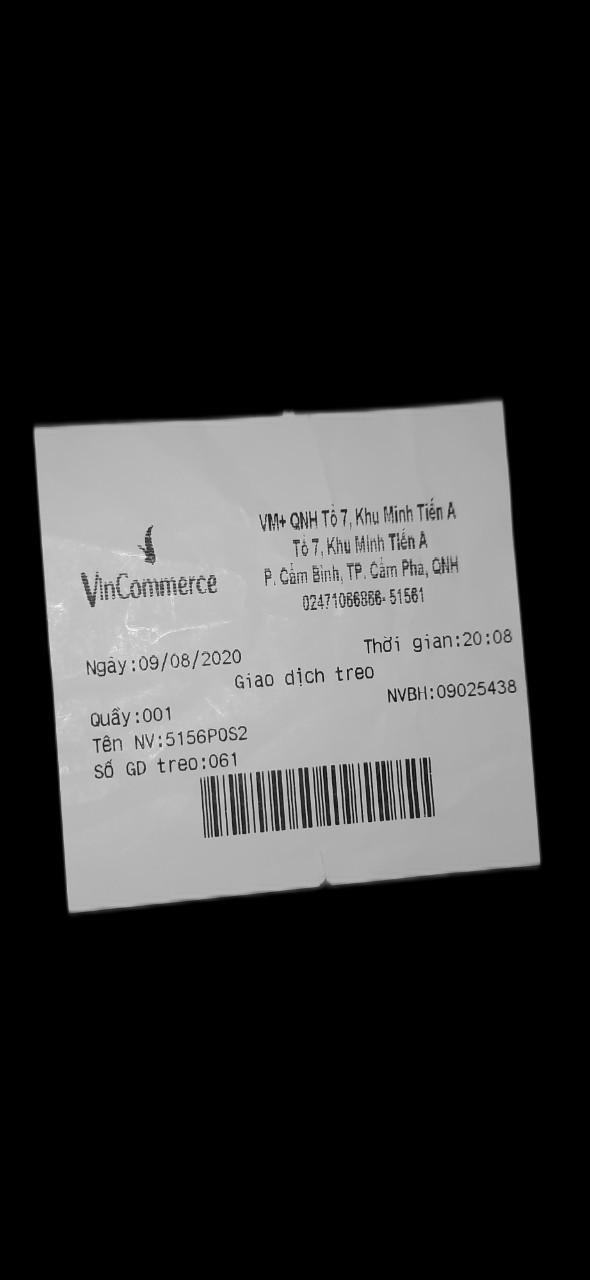 VinCommerce
VM+ QNH Tổ 7, Khu Minh Tiến A
Tổ 7, Khu Minh Tiến A
P. Cẩm Bình, TP. Cẩm Phả, QNH
02471066866- 51561
Ngày:09/08/2020 Thời gian:20:08
Giao dịch treo
Quầy:001 NVBH:09025438
Tên NV:5156POS2
Số GD treo:061